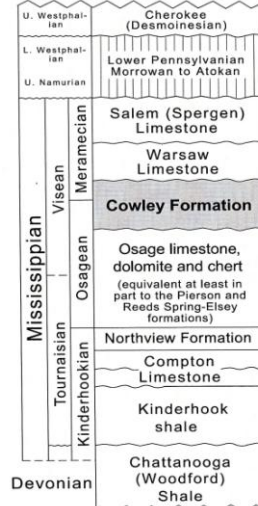 U. Westphal-
ian
Cherokee
(Desmoinesian)
L. Westphal-
ian
U. Namurian
Lower Pennsylvanian
Morrowan to Atokan
Mississippian
Visean
Tournaisian
Meramecian
Osagean
Kinderhookian
Salem (Spergen)
Limestone
Warsaw
Limestone
Cowley Formation
Osage limestone,
dolomite and chert
(equivalent at least in
part to the Pierson and
Reeds Spring-Elsey
formations)
Northview Formation
Compton
Limestone
Kinderhook
shale
Devonian
Chattanooga
(Woodford)
Shale